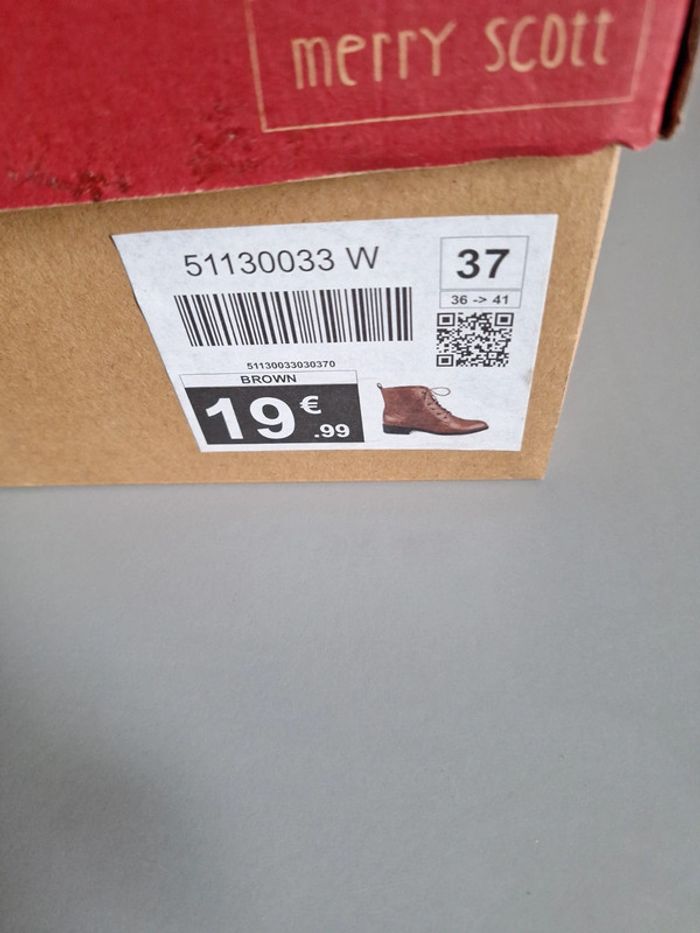 merry scott
51130033 W
37
36 -> 41
51130033030370
BROWN
19€.99